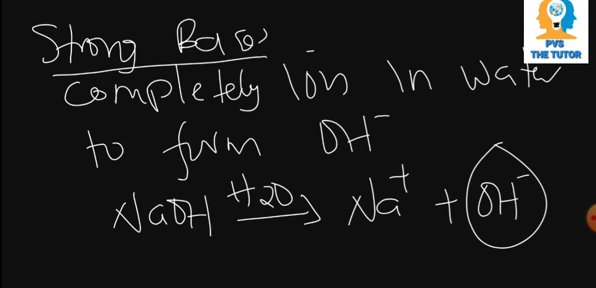 PVS
THE TUTOR
Strong Bases
completely ion in water
to form OH⁻
NaOH H2O → Na⁺ + OH⁻